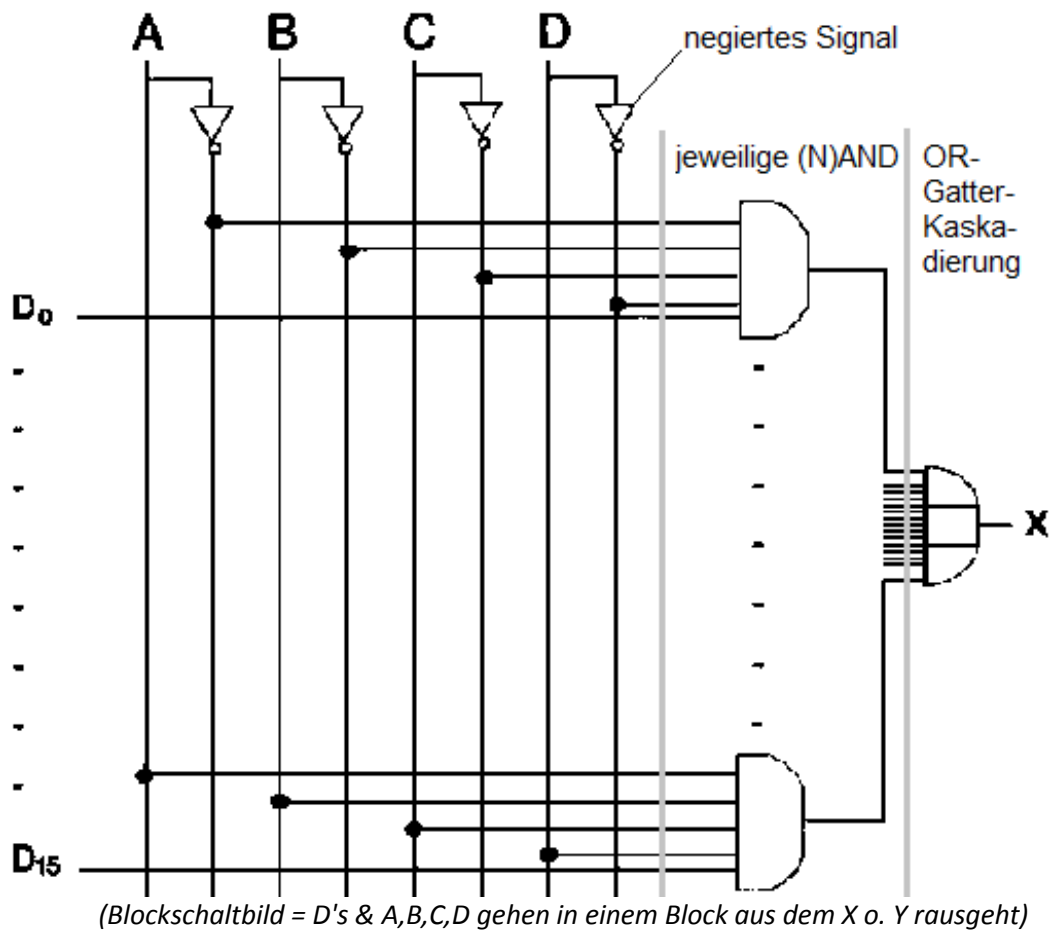 A B C D
negiertes Signal
jeweilige (N)AND
OR-
Gatter-
Kaska-
dierung
D₀
X
D₁₅
(Blockschaltbild = D's & A,B,C,D gehen in einem Block aus dem X o. Y rausgeht)